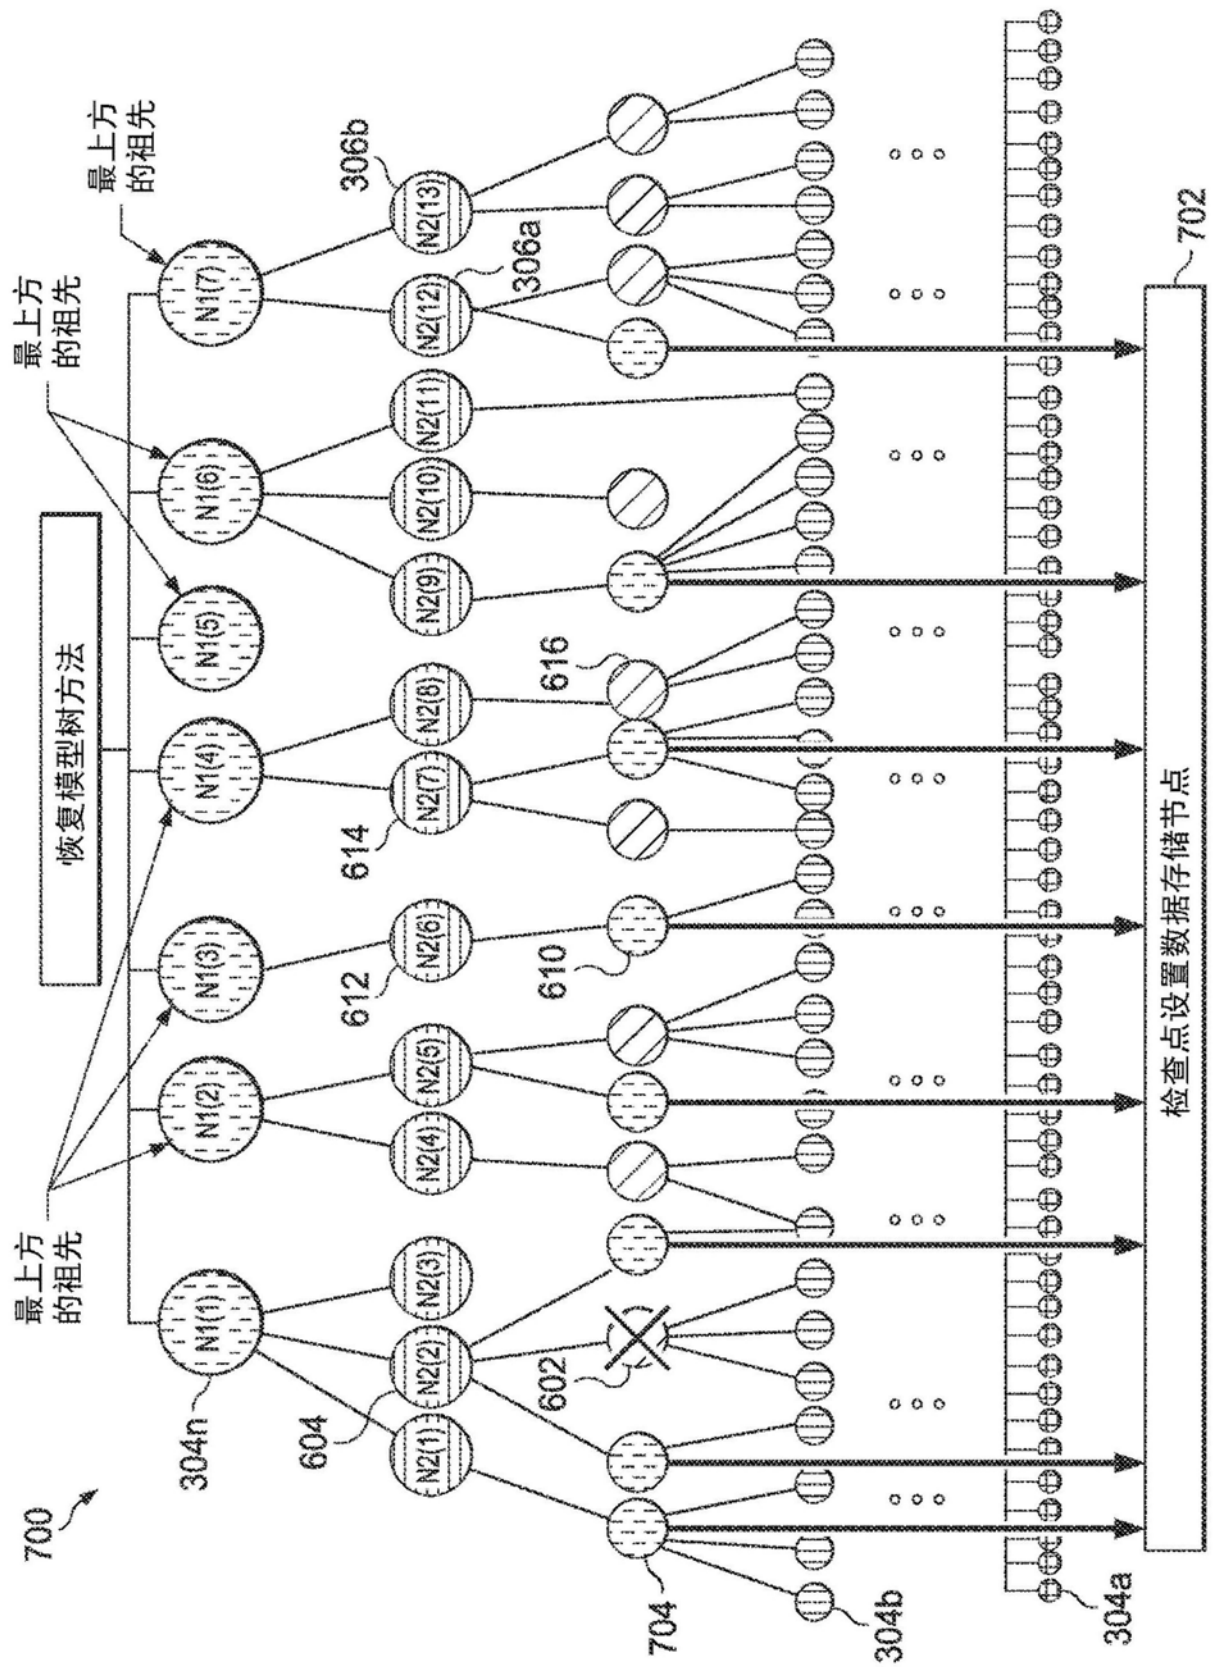 700
恢复模型树方法
最上方
的祖先
最上方
的祖先
最上方
的祖先
304n
N1(1)
N1(2)
N1(3)
N1(4)
N1(5)
N1(6)
N1(7)
604
612
614
306b
N2(1)
N2(2)
N2(3)
N2(4)
N2(5)
N2(6)
N2(7)
N2(8)
N2(9)
N2(10)
N2(11)
N2(12)
N2(13)
306a
602
610
616
704
304b
304a
检查点设置数据存储节点
702